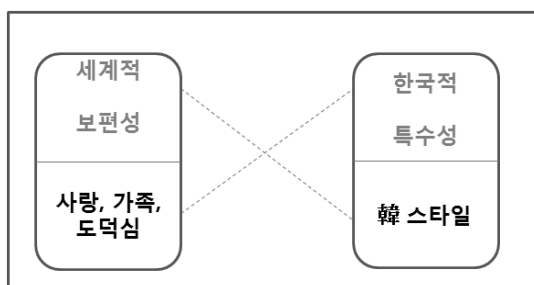 세계적
보편성
사랑, 가족,
도덕심
한국적
특수성
韓 스타일